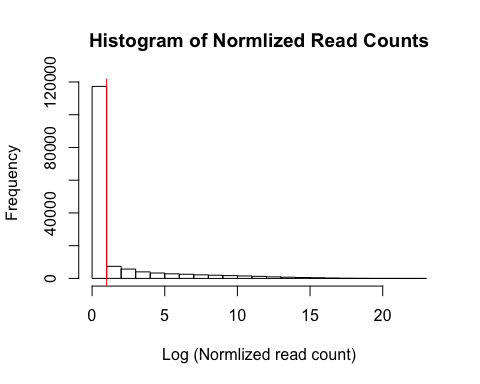 Histogram of Normlized Read Counts
120000
80000
40000
0
Frequency
0 5 10 15 20
Log (Normlized read count)